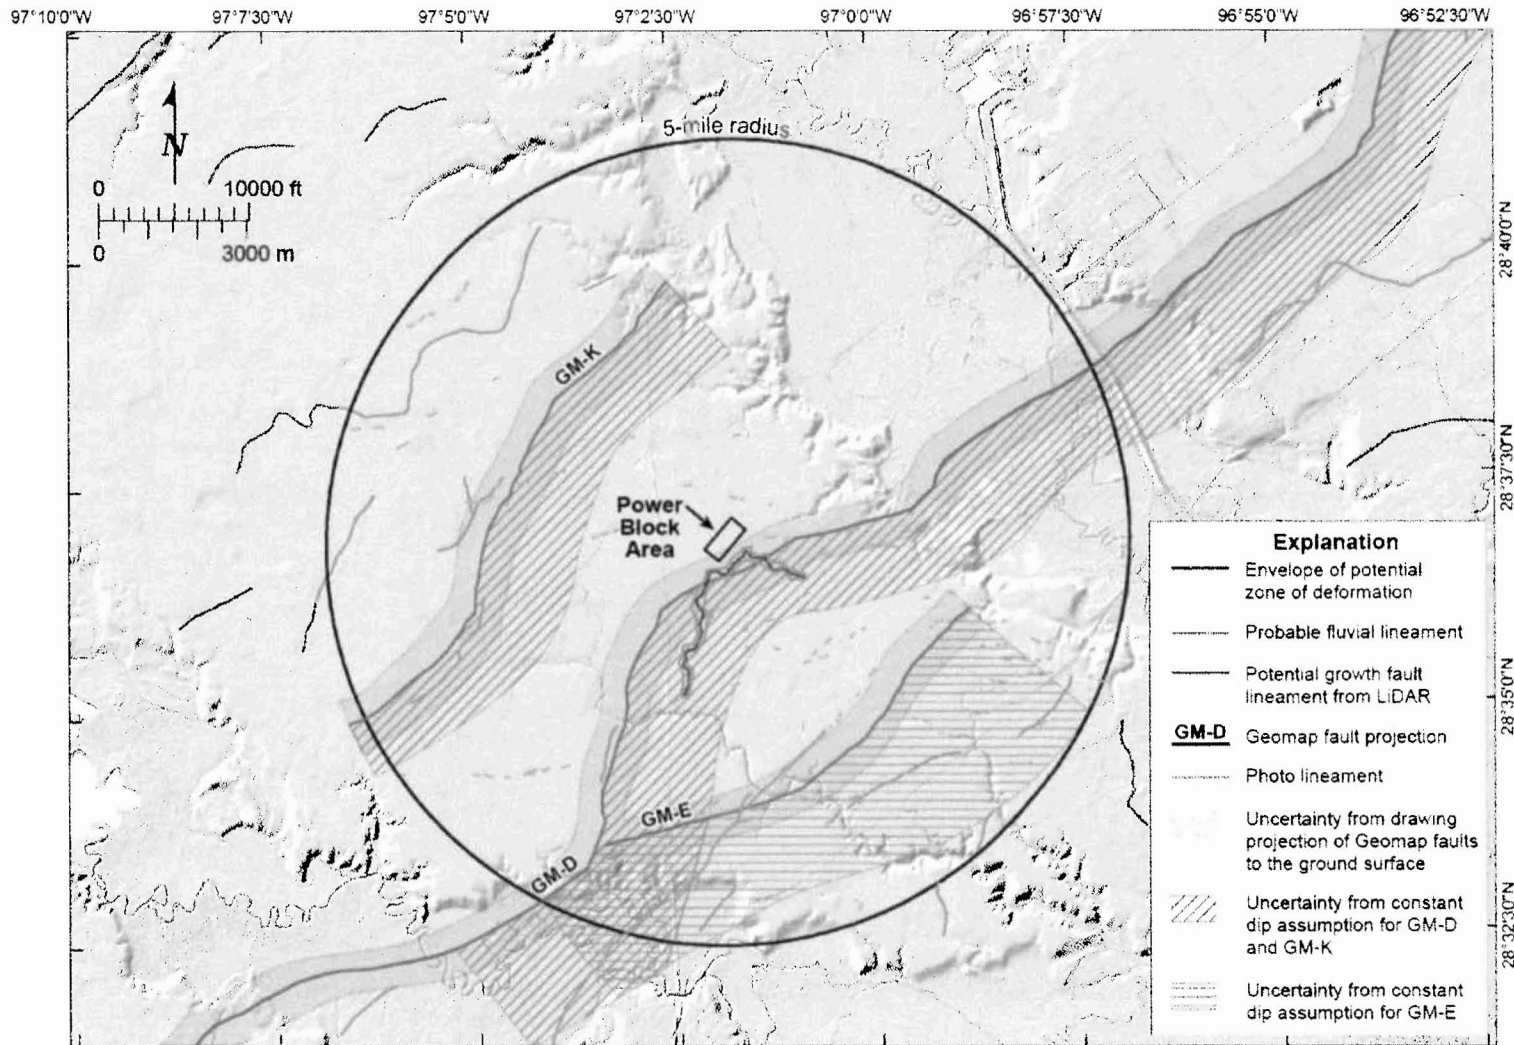 97°10'0"W 97°7'30"W 97°5'0"W 97°2'30"W 97°0'0"W 96°57'30"W 96°55'0"W 96°52'30"W
N
0 10000 ft
0 3000 m
5-mile radius
28°40'0"N
28°37'30"N
28°35'0"N
28°32'30"N
GM-K
Power
Block
Area
GM-E
GM-D
Explanation
Envelope of potential
zone of deformation
Probable fluvial lineament
Potential growth fault
lineament from LiDAR
GM-D Geomap fault projection
Photo lineament
Uncertainty from drawing
projection of Geomap faults
to the ground surface
Uncertainty from constant
dip assumption for GM-D
and GM-K
Uncertainty from constant
dip assumption for GM-E